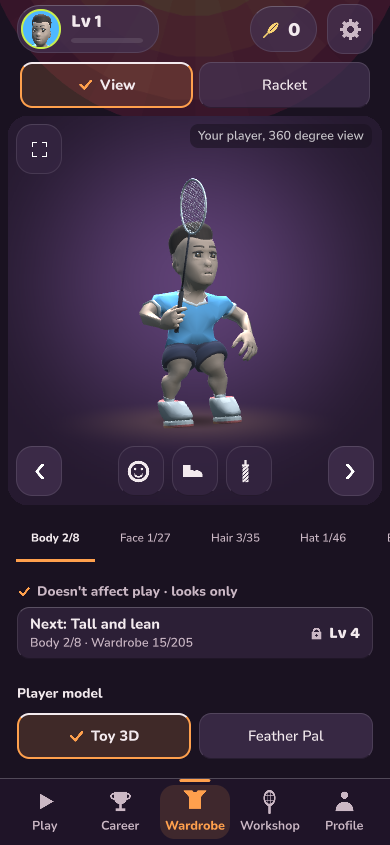 Lv 1
0
View
Racket
Your player, 360 degree view
Body 2/8
Face 1/27
Hair 3/35
Hat 1/46
Doesn't affect play · looks only
Next: Tall and lean
Body 2/8 · Wardrobe 15/205
Lv 4
Player model
Toy 3D
Feather Pal
Play
Career
Wardrobe
Workshop
Profile